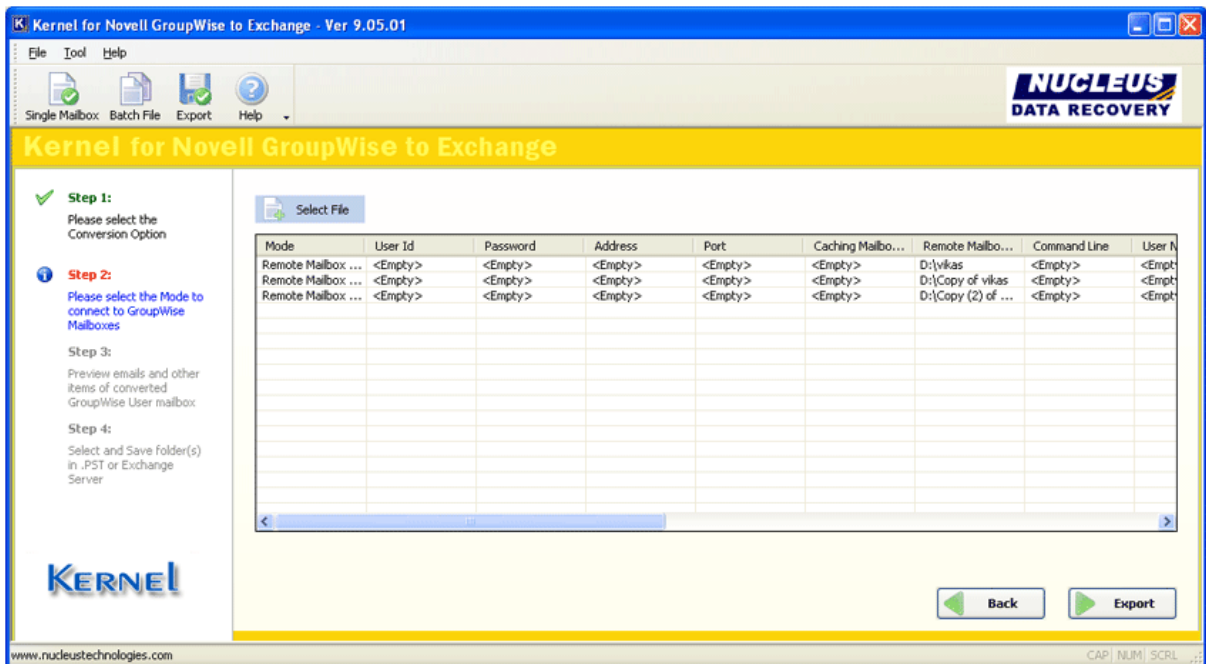 Kernel for Novell GroupWise to Exchange - Ver 9.05.01
File Tool Help
Single Mailbox Batch File Export Help
NUCLEUS
DATA RECOVERY
Kernel for Novell GroupWise to Exchange
Step 1:
Please select the
Conversion Option
Step 2:
Please select the Mode to
connect to GroupWise
Mailboxes
Step 3:
Preview emails and other
items of converted
GroupWise User mailbox
Step 4:
Select and Save folder(s)
in .PST or Exchange
Server
KERNEL
Select File
Mode User Id Password Address Port Caching Mailbo... Remote Mailbo... Command Line User N
Remote Mailbox ... <Empty> <Empty> <Empty> <Empty> <Empty> D:\vikas <Empty> <Empt
Remote Mailbox ... <Empty> <Empty> <Empty> <Empty> <Empty> D:\Copy of vikas <Empty> <Empt
Remote Mailbox ... <Empty> <Empty> <Empty> <Empty> <Empty> D:\Copy (2) of ... <Empty> <Empt
Back Export
www.nucleustechnologies.com CAP NUM SCRL